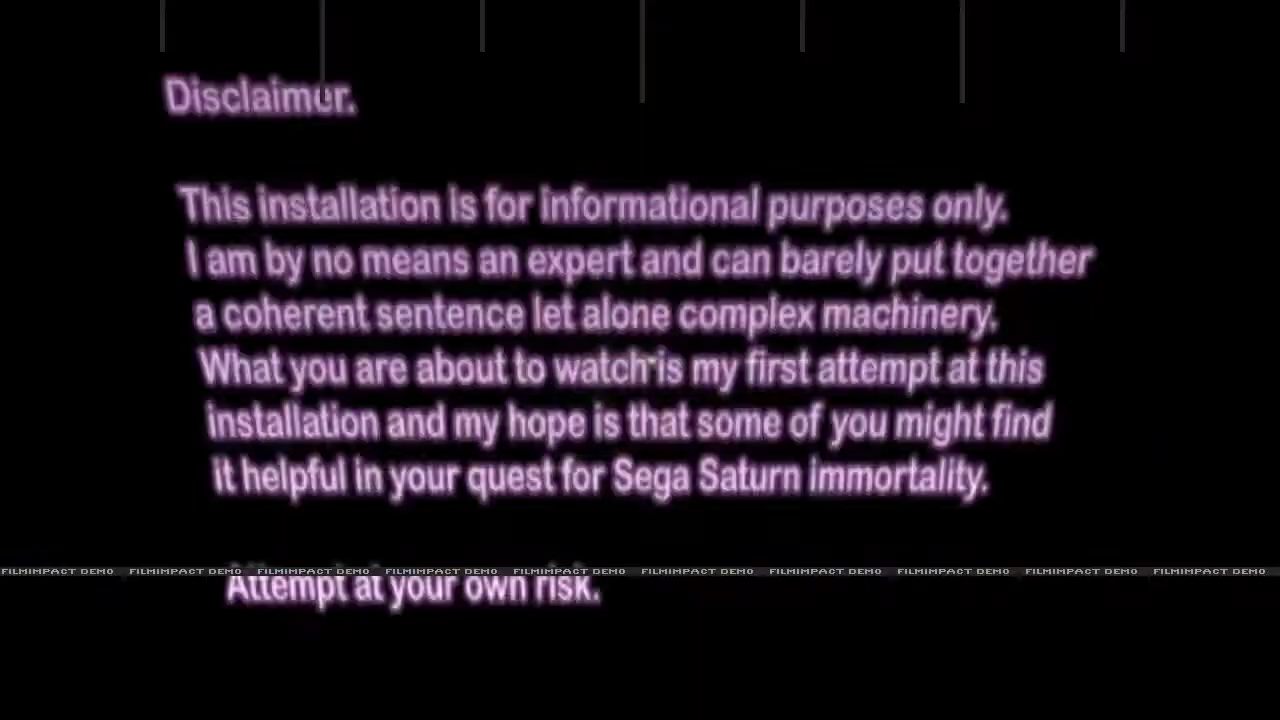 Disclaimer.
This installation is for informational purposes only.
I am by no means an expert and can barely put together
a coherent sentence let alone complex machinery.
What you are about to watch is my first attempt at this
installation and my hope is that some of you might find
it helpful in your quest for Sega Saturn immortality.
FILMIMPACT DEMO FILMIMPACT DEMO FILMIMPACT DEMO FILMIMPACT DEMO FILMIMPACT DEMO FILMIMPACT DEMO FILMIMPACT DEMO FILMIMPACT DEMO FILMIMPACT DEMO FILMIMPACT DEMO
Attempt at your own risk.